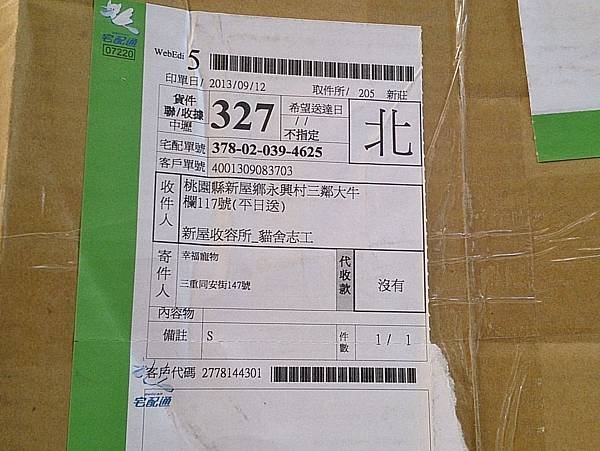 宅配通
07220
WebEdi 5
印單日/ 2013/09/12 取件所/ 205 新莊
貨件
聯/收據
中壢
327
希望送達日
/ /
不指定
北
宅配單號 378-02-039-4625
客戶單號 4001309083703
收件人
桃園縣新屋鄉永興村三鄰大牛
欄117號(平日送)
新屋收容所_貓舍志工
寄件人
幸福寵物
三重同安街147號
代收款
沒有
內容物
備註 S
件數
1 / 1
客戶代碼 2778144301
宅配通